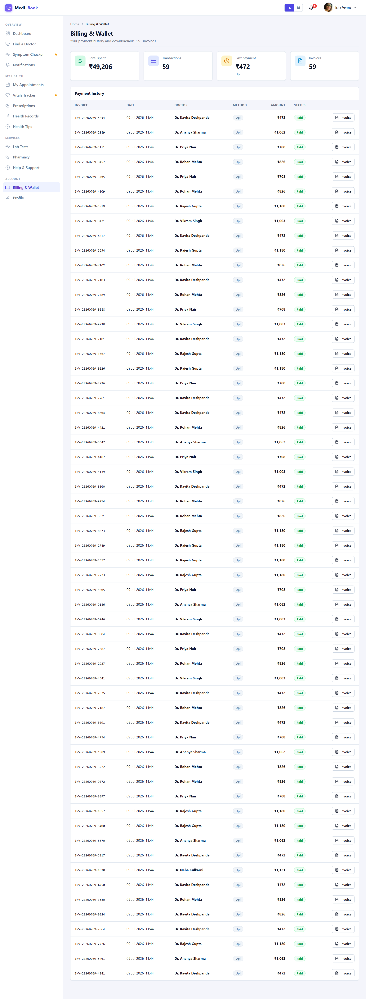 Medi Book
EN हि 8 Isha Verma
OVERVIEW
Dashboard
Find a Doctor
Symptom Checker
Notifications
MY HEALTH
My Appointments
Vitals Tracker
Prescriptions
Health Records
Health Tips
SERVICES
Lab Tests
Pharmacy
Help & Support
ACCOUNT
Billing & Wallet
Profile
Home > Billing & Wallet
Billing & Wallet
Your payment history and downloadable GST invoices.
Total spent
₹49,206
Transactions
59
Last payment
₹472
Upi
Invoices
59
Payment history
INVOICE DATE DOCTOR METHOD AMOUNT STATUS
INV-20260709-5854 09 Jul 2026, 11:44 Dr. Kavita Deshpande Upi ₹472 Paid Invoice
INV-20260709-2889 09 Jul 2026, 11:44 Dr. Ananya Sharma Upi ₹1,062 Paid Invoice
INV-20260709-4171 09 Jul 2026, 11:44 Dr. Priya Nair Upi ₹708 Paid Invoice
INV-20260709-9457 09 Jul 2026, 11:44 Dr. Rohan Mehta Upi ₹826 Paid Invoice
INV-20260709-3465 09 Jul 2026, 11:44 Dr. Priya Nair Upi ₹708 Paid Invoice
INV-20260709-4109 09 Jul 2026, 11:44 Dr. Rohan Mehta Upi ₹826 Paid Invoice
INV-20260709-4819 09 Jul 2026, 11:44 Dr. Rajesh Gupta Upi ₹1,180 Paid Invoice
INV-20260709-9421 09 Jul 2026, 11:44 Dr. Vikram Singh Upi ₹1,003 Paid Invoice
INV-20260709-4317 09 Jul 2026, 11:44 Dr. Kavita Deshpande Upi ₹472 Paid Invoice
INV-20260709-5654 09 Jul 2026, 11:44 Dr. Rajesh Gupta Upi ₹1,180 Paid Invoice
INV-20260709-7102 09 Jul 2026, 11:44 Dr. Rohan Mehta Upi ₹826 Paid Invoice
INV-20260709-7103 09 Jul 2026, 11:44 Dr. Kavita Deshpande Upi ₹472 Paid Invoice
INV-20260709-2789 09 Jul 2026, 11:44 Dr. Rohan Mehta Upi ₹826 Paid Invoice
INV-20260709-3088 09 Jul 2026, 11:44 Dr. Priya Nair Upi ₹708 Paid Invoice
INV-20260709-9720 09 Jul 2026, 11:44 Dr. Vikram Singh Upi ₹1,003 Paid Invoice
INV-20260709-7101 09 Jul 2026, 11:44 Dr. Kavita Deshpande Upi ₹472 Paid Invoice
INV-20260709-1567 09 Jul 2026, 11:44 Dr. Rajesh Gupta Upi ₹1,180 Paid Invoice
INV-20260709-3026 09 Jul 2026, 11:44 Dr. Rajesh Gupta Upi ₹1,180 Paid Invoice
INV-20260709-2796 09 Jul 2026, 11:44 Dr. Priya Nair Upi ₹708 Paid Invoice
INV-20260709-7261 09 Jul 2026, 11:44 Dr. Kavita Deshpande Upi ₹472 Paid Invoice
INV-20260709-8604 09 Jul 2026, 11:44 Dr. Kavita Deshpande Upi ₹472 Paid Invoice
INV-20260709-4421 09 Jul 2026, 11:44 Dr. Rohan Mehta Upi ₹826 Paid Invoice
INV-20260709-5647 09 Jul 2026, 11:44 Dr. Ananya Sharma Upi ₹1,062 Paid Invoice
INV-20260709-4187 09 Jul 2026, 11:44 Dr. Priya Nair Upi ₹708 Paid Invoice
INV-20260709-5139 09 Jul 2026, 11:44 Dr. Vikram Singh Upi ₹1,003 Paid Invoice
INV-20260709-8300 09 Jul 2026, 11:44 Dr. Kavita Deshpande Upi ₹472 Paid Invoice
INV-20260709-9274 09 Jul 2026, 11:44 Dr. Rohan Mehta Upi ₹826 Paid Invoice
INV-20260709-3371 09 Jul 2026, 11:44 Dr. Rohan Mehta Upi ₹826 Paid Invoice
INV-20260709-8073 09 Jul 2026, 11:44 Dr. Rajesh Gupta Upi ₹1,180 Paid Invoice
INV-20260709-2749 09 Jul 2026, 11:44 Dr. Rajesh Gupta Upi ₹1,180 Paid Invoice
INV-20260709-2557 09 Jul 2026, 11:44 Dr. Rajesh Gupta Upi ₹1,180 Paid Invoice
INV-20260709-7733 09 Jul 2026, 11:44 Dr. Rajesh Gupta Upi ₹1,180 Paid Invoice
INV-20260709-5005 09 Jul 2026, 11:44 Dr. Priya Nair Upi ₹708 Paid Invoice
INV-20260709-9186 09 Jul 2026, 11:44 Dr. Ananya Sharma Upi ₹1,062 Paid Invoice
INV-20260709-6946 09 Jul 2026, 11:44 Dr. Vikram Singh Upi ₹1,003 Paid Invoice
INV-20260709-9804 09 Jul 2026, 11:44 Dr. Kavita Deshpande Upi ₹472 Paid Invoice
INV-20260709-2687 09 Jul 2026, 11:44 Dr. Priya Nair Upi ₹708 Paid Invoice
INV-20260709-2927 09 Jul 2026, 11:44 Dr. Rohan Mehta Upi ₹826 Paid Invoice
INV-20260709-4541 09 Jul 2026, 11:44 Dr. Vikram Singh Upi ₹1,003 Paid Invoice
INV-20260709-2035 09 Jul 2026, 11:44 Dr. Kavita Deshpande Upi ₹472 Paid Invoice
INV-20260709-7187 09 Jul 2026, 11:44 Dr. Rohan Mehta Upi ₹826 Paid Invoice
INV-20260709-5091 09 Jul 2026, 11:44 Dr. Kavita Deshpande Upi ₹472 Paid Invoice
INV-20260709-4754 09 Jul 2026, 11:44 Dr. Priya Nair Upi ₹708 Paid Invoice
INV-20260709-4989 09 Jul 2026, 11:44 Dr. Ananya Sharma Upi ₹1,062 Paid Invoice
INV-20260709-3222 09 Jul 2026, 11:44 Dr. Rohan Mehta Upi ₹826 Paid Invoice
INV-20260709-9072 09 Jul 2026, 11:44 Dr. Rohan Mehta Upi ₹826 Paid Invoice
INV-20260709-3097 09 Jul 2026, 11:44 Dr. Priya Nair Upi ₹708 Paid Invoice
INV-20260709-1057 09 Jul 2026, 11:44 Dr. Rajesh Gupta Upi ₹1,180 Paid Invoice
INV-20260709-5400 09 Jul 2026, 11:44 Dr. Rajesh Gupta Upi ₹1,180 Paid Invoice
INV-20260709-8670 09 Jul 2026, 11:44 Dr. Ananya Sharma Upi ₹1,062 Paid Invoice
INV-20260709-5217 09 Jul 2026, 11:44 Dr. Kavita Deshpande Upi ₹472 Paid Invoice
INV-20260709-1620 09 Jul 2026, 11:44 Dr. Neha Kulkarni Upi ₹1,121 Paid Invoice
INV-20260709-4750 09 Jul 2026, 11:44 Dr. Kavita Deshpande Upi ₹472 Paid Invoice
INV-20260709-3550 09 Jul 2026, 11:44 Dr. Rohan Mehta Upi ₹826 Paid Invoice
INV-20260709-9024 09 Jul 2026, 11:44 Dr. Kavita Deshpande Upi ₹826 Paid Invoice
INV-20260709-2064 09 Jul 2026, 11:44 Dr. Kavita Deshpande Upi ₹472 Paid Invoice
INV-20260709-2726 09 Jul 2026, 11:44 Dr. Rajesh Gupta Upi ₹1,180 Paid Invoice
INV-20260709-5401 09 Jul 2026, 11:44 Dr. Ananya Sharma Upi ₹1,062 Paid Invoice
INV-20260709-4341 09 Jul 2026, 11:44 Dr. Kavita Deshpande Upi ₹472 Paid Invoice